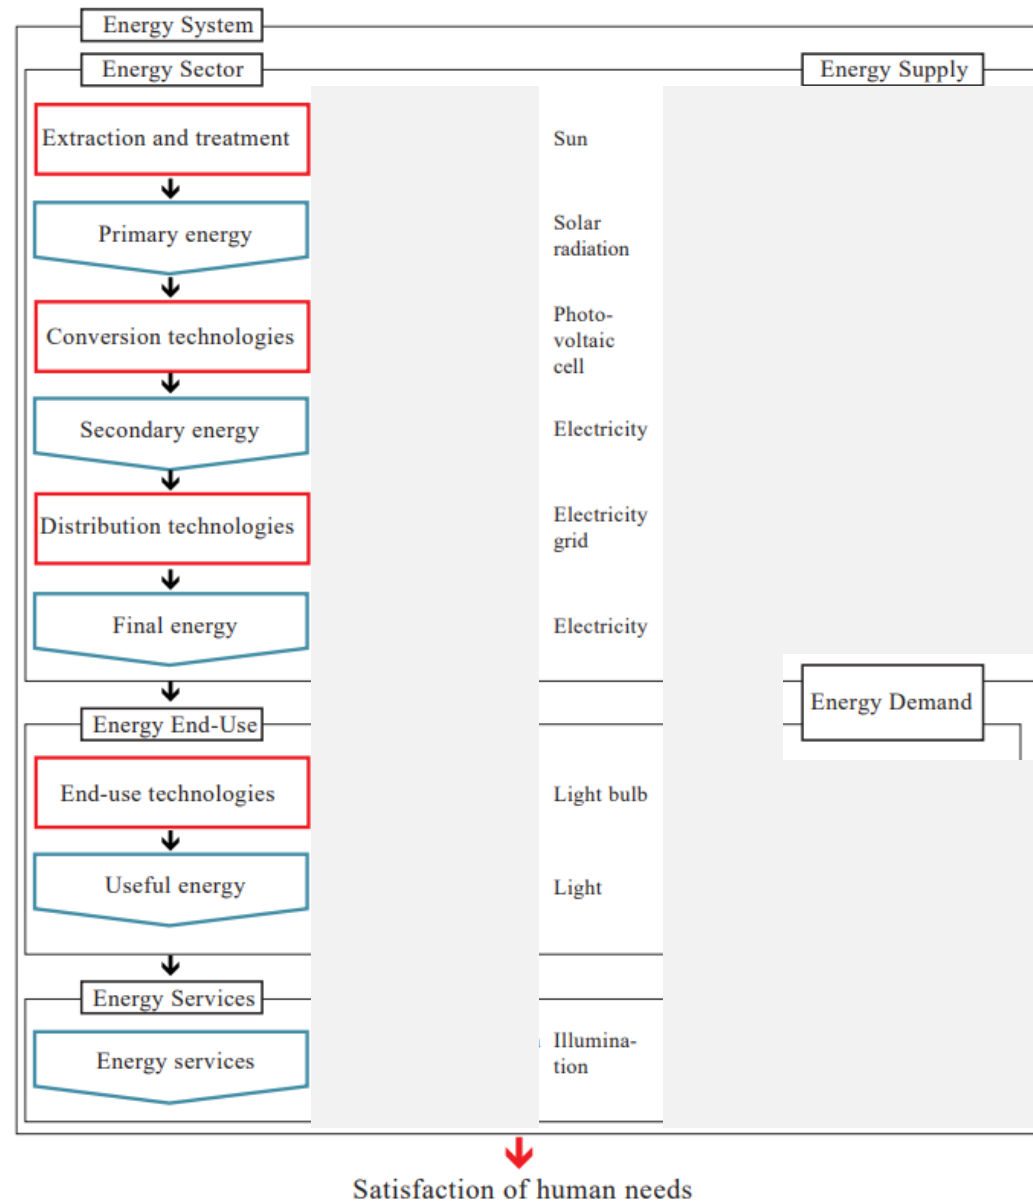 Energy System
Energy Sector
Energy Supply
Extraction and treatment
Sun
Primary energy
Solar
radiation
Conversion technologies
Photo-
voltaic
cell
Secondary energy
Electricity
Distribution technologies
Electricity
grid
Final energy
Electricity
Energy Demand
Energy End-Use
End-use technologies
Light bulb
Useful energy
Light
Energy Services
Energy services
Illumina-
tion
Satisfaction of human needs